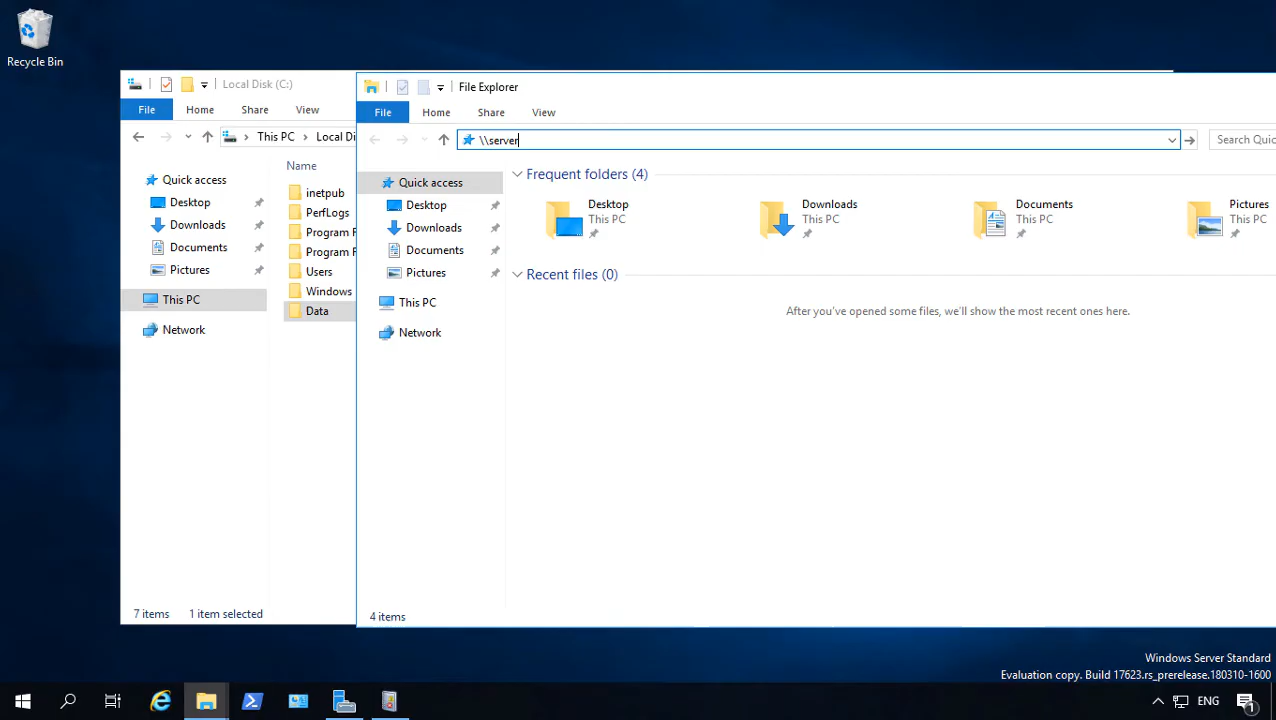 Recycle Bin
Local Disk (C:)
File Home Share View
This PC Local Di
Name
Quick access
Desktop
Downloads
Documents
Pictures
This PC
Network
inetpub
PerfLogs
Program F
Program F
Users
Windows
Data
7 items 1 item selected
File Explorer
File Home Share View
\\server
Search Quic
Quick access
Desktop
Downloads
Documents
Pictures
This PC
Network
Frequent folders (4)
Desktop
This PC
Downloads
This PC
Documents
This PC
Pictures
This PC
Recent files (0)
After you've opened some files, we'll show the most recent ones here.
4 items
Windows Server Standard
Evaluation copy. Build 17623.rs_prerelease.180310-1600
ENG
1